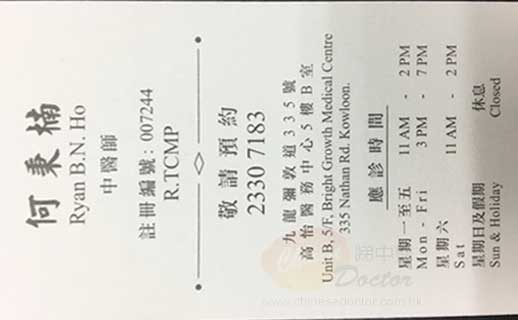 何秉楠
Ryan B.N. Ho
中醫師
註冊編號: 007244
R.TCMP
敬請預約
2330 7183
九龍彌敦道335號
高怡醫務中心5樓B室
Unit B, 5/F, Bright Growth Medical Centre
335 Nathan Rd. Kowloon.
應診時間
星期一至五 11 AM - 2 PM
Mon - Fri 3 PM - 7 PM
星期六 11 AM - 2 PM
Sat
星期日及假期 休息
Sun & Holiday Closed
Doctor
www.chinesedoctor.com.hk